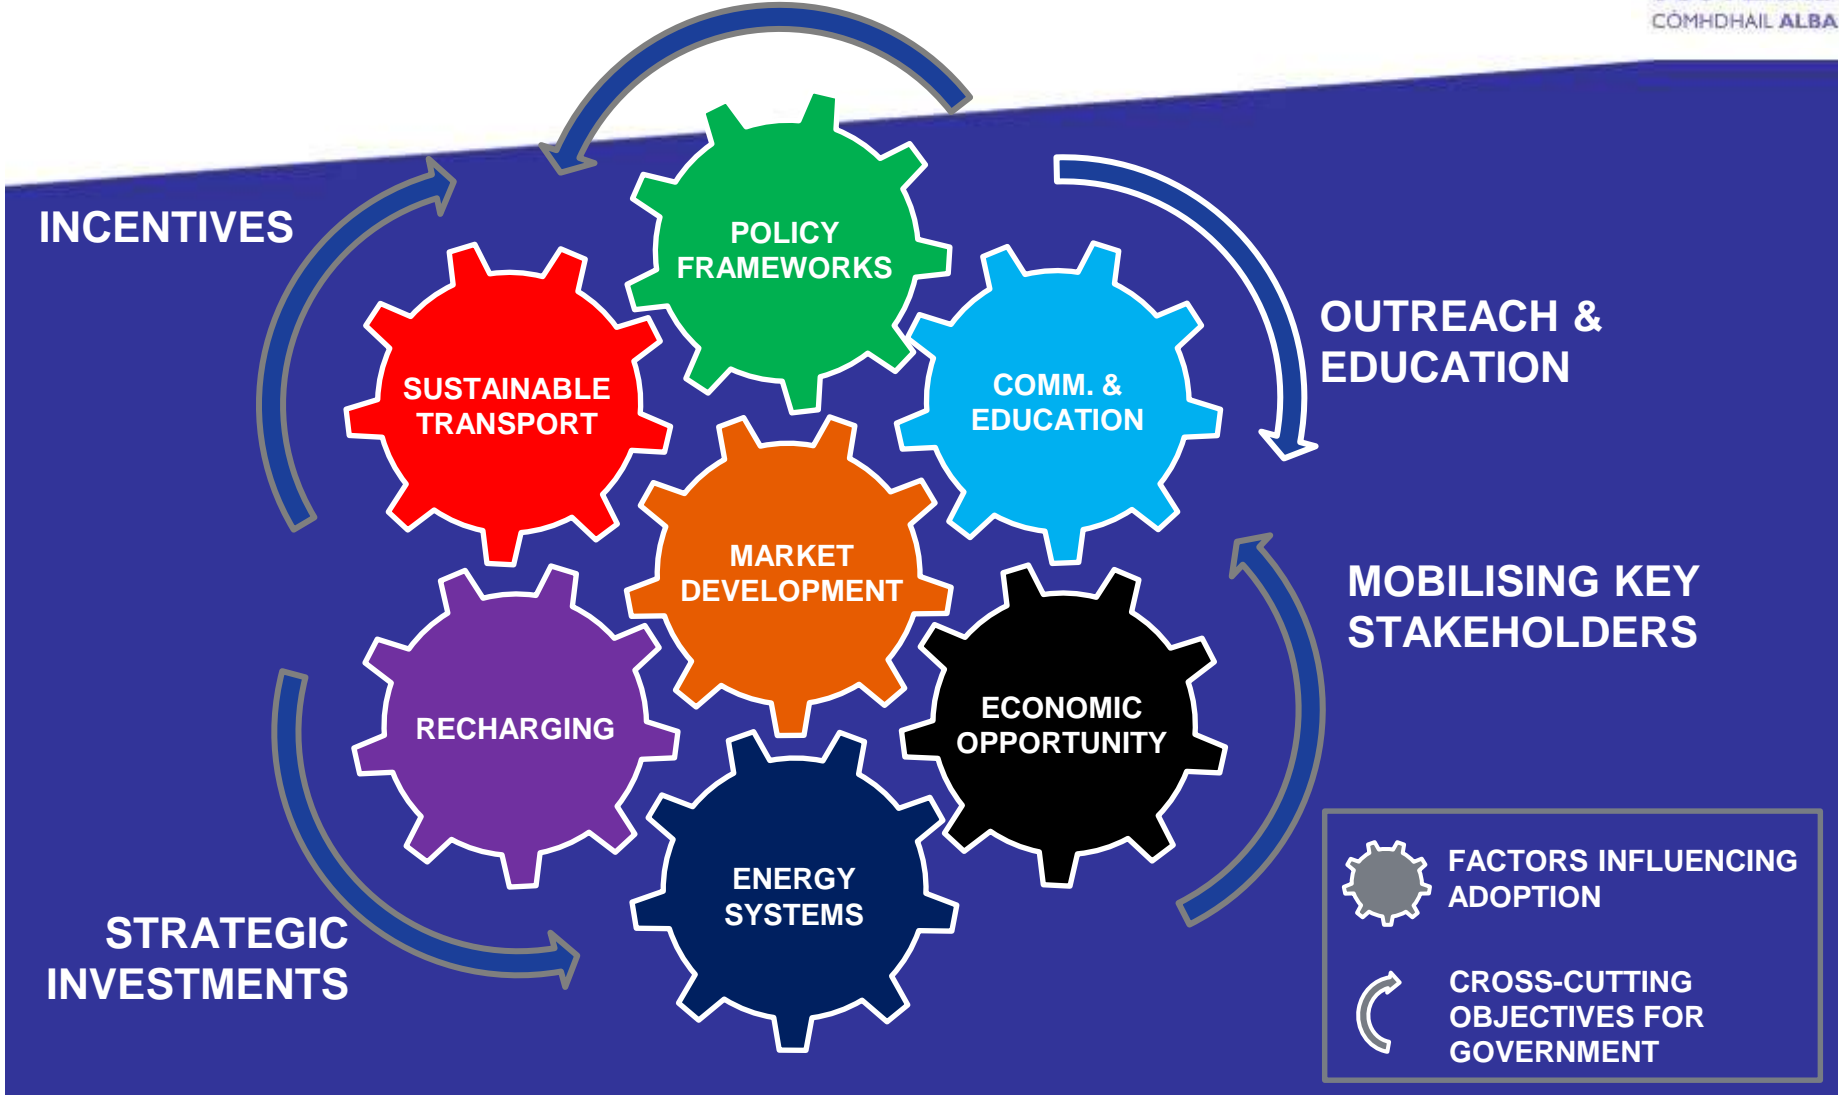 CÒMHDHAIL ALBA
INCENTIVES
POLICY
FRAMEWORKS
OUTREACH &
EDUCATION
SUSTAINABLE
TRANSPORT
COMM. &
EDUCATION
MARKET
DEVELOPMENT
MOBILISING KEY
STAKEHOLDERS
RECHARGING
ECONOMIC
OPPORTUNITY
ENERGY
SYSTEMS
STRATEGIC
INVESTMENTS
FACTORS INFLUENCING
ADOPTION
CROSS-CUTTING
OBJECTIVES FOR
GOVERNMENT